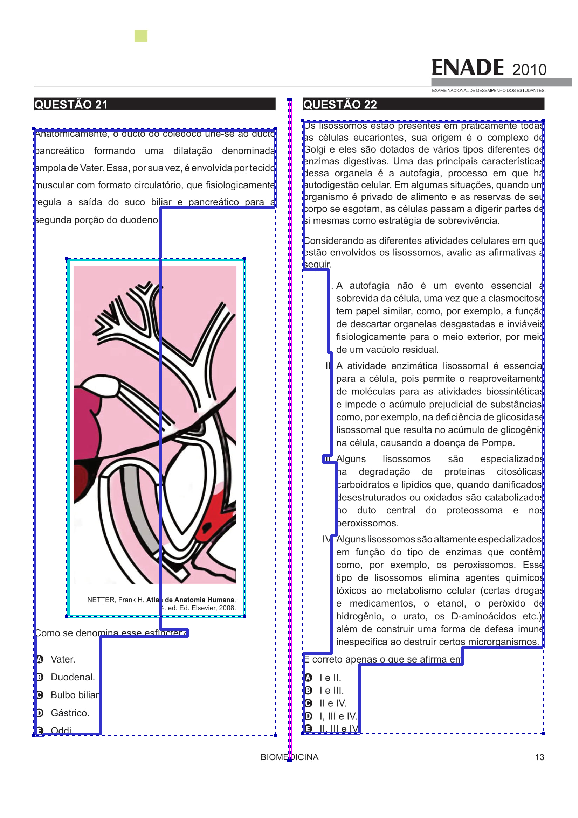 ENADE 2010
EXAME NACIONAL DE DESEMPENHO DOS ESTUDANTES
QUESTÃO 21
Anatomicamente, o ducto do colédoco une-se ao ducto
pancreático formando uma dilatação denominada
ampola de Vater. Essa, por sua vez, é envolvida por tecido
muscular com formato circulatório, que fisiologicamente
regula a saída do suco biliar e pancreático para a
segunda porção do duodeno.
NETTER, Frank H. Atlas de Anatomia Humana.
4. ed. Ed. Elsevier, 2008.
Como se denomina esse esfíncter?
A Vater.
B Duodenal.
C Bulbo biliar.
D Gástrico.
E Oddi.
QUESTÃO 22
Os lisossomos estão presentes em praticamente todas
as células eucariontes, sua origem é o complexo de
Golgi e eles são dotados de vários tipos diferentes de
enzimas digestivas. Uma das principais características
dessa organela é a autofagia, processo em que há
autodigestão celular. Em algumas situações, quando um
organismo é privado de alimento e as reservas de seu
corpo se esgotam, as células passam a digerir partes de
si mesmas como estratégia de sobrevivência.
Considerando as diferentes atividades celulares em que
estão envolvidos os lisossomos, avalie as afirmativas a
seguir.
I. A autofagia não é um evento essencial à
sobrevida da célula, uma vez que a clasmocitose
tem papel similar, como, por exemplo, a função
de descartar organelas desgastadas e inviáveis
fisiologicamente para o meio exterior, por meio
de um vacúolo residual.
II. A atividade enzimática lisossomal é essencial
para a célula, pois permite o reaproveitamento
de moléculas para as atividades biossintéticas
e impede o acúmulo prejudicial de substâncias,
como, por exemplo, na deficiência de glicosidase
lisossomal que resulta no acúmulo de glicogênio
na célula, causando a doença de Pompe.
III. Alguns lisossomos são especializados
na degradação de proteínas citosólicas,
carboidratos e lipídios que, quando danificados,
desestruturados ou oxidados são catabolizados
no duto central do proteossoma e nos
peroxissomos.
IV. Alguns lisossomos são altamente especializados,
em função do tipo de enzimas que contêm,
como, por exemplo, os peroxissomos. Esse
tipo de lisossomos elimina agentes químicos
tóxicos ao metabolismo celular (certas drogas
e medicamentos, o etanol, o peróxido de
hidrogênio, o urato, os D-aminoácidos etc.),
além de construir uma forma de defesa imune
inespecífica ao destruir certos microrganismos.
É correto apenas o que se afirma em
A I e II.
B I e III.
C II e IV.
D I, III e IV.
E II, III e IV.
BIOMEDICINA
13